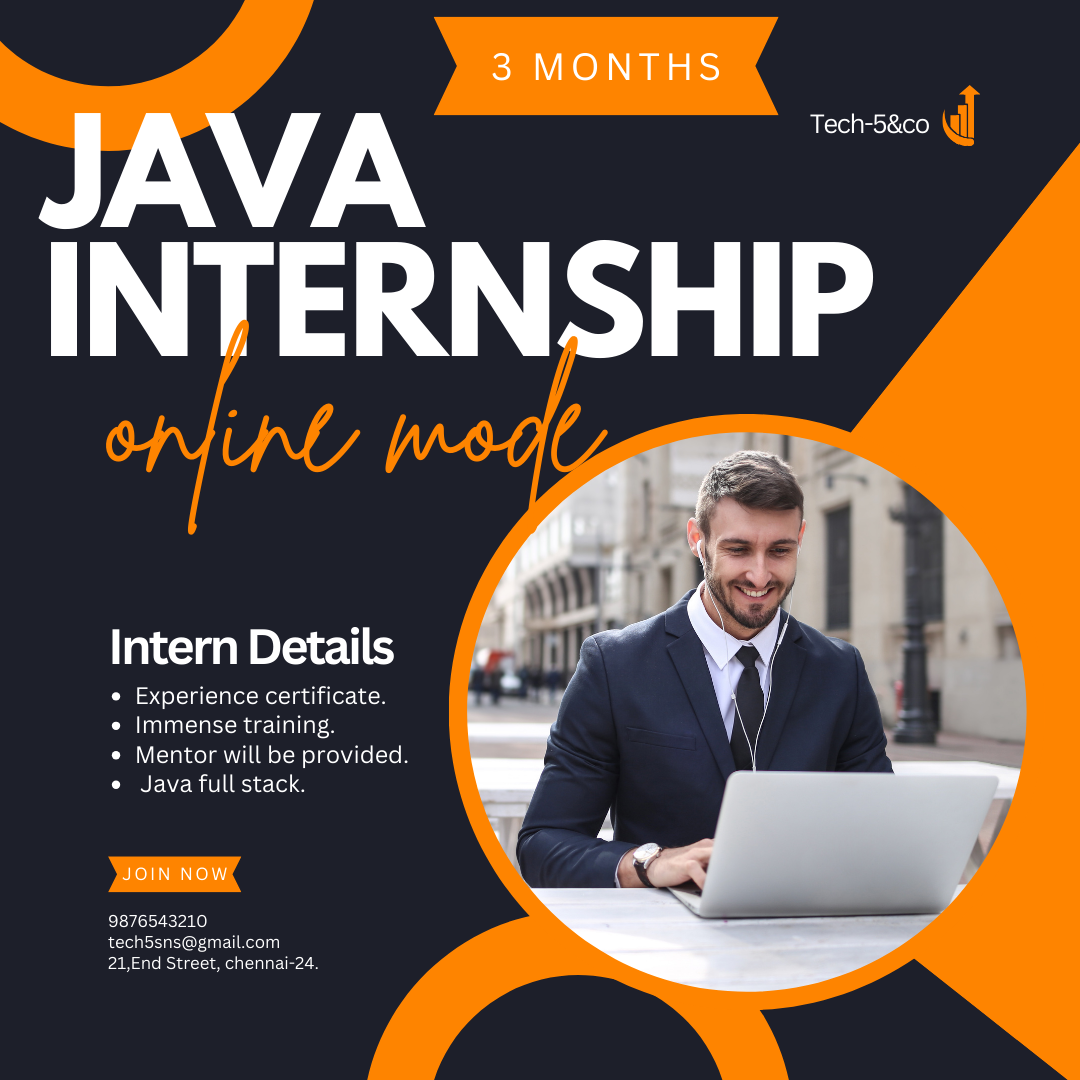 3 MONTHS
Tech-5&co
JAVA
INTERNSHIP
online mode
Intern Details
• Experience certificate.
• Immense training.
• Mentor will be provided.
• Java full stack.
JOIN NOW
9876543210
tech5sns@gmail.com
21,End Street, chennai-24.